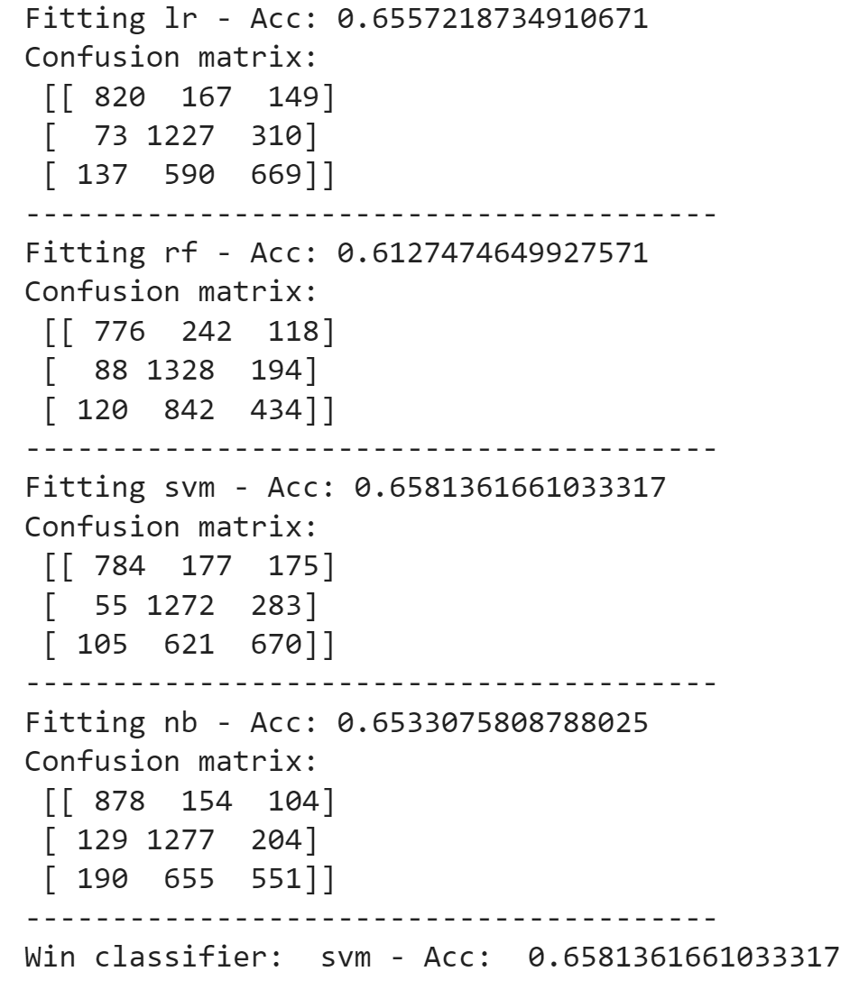 Fitting lr - Acc: 0.6557218734910671
Confusion matrix:
[[ 820 167 149]
[ 73 1227 310]
[ 137 590 669]]
----------------------------------------
Fitting rf - Acc: 0.6127474649927571
Confusion matrix:
[[ 776 242 118]
[ 88 1328 194]
[ 120 842 434]]
----------------------------------------
Fitting svm - Acc: 0.6581361661033317
Confusion matrix:
[[ 784 177 175]
[ 55 1272 283]
[ 105 621 670]]
----------------------------------------
Fitting nb - Acc: 0.6533075808788025
Confusion matrix:
[[ 878 154 104]
[ 129 1277 204]
[ 190 655 551]]
----------------------------------------
Win classifier:  svm - Acc:  0.6581361661033317